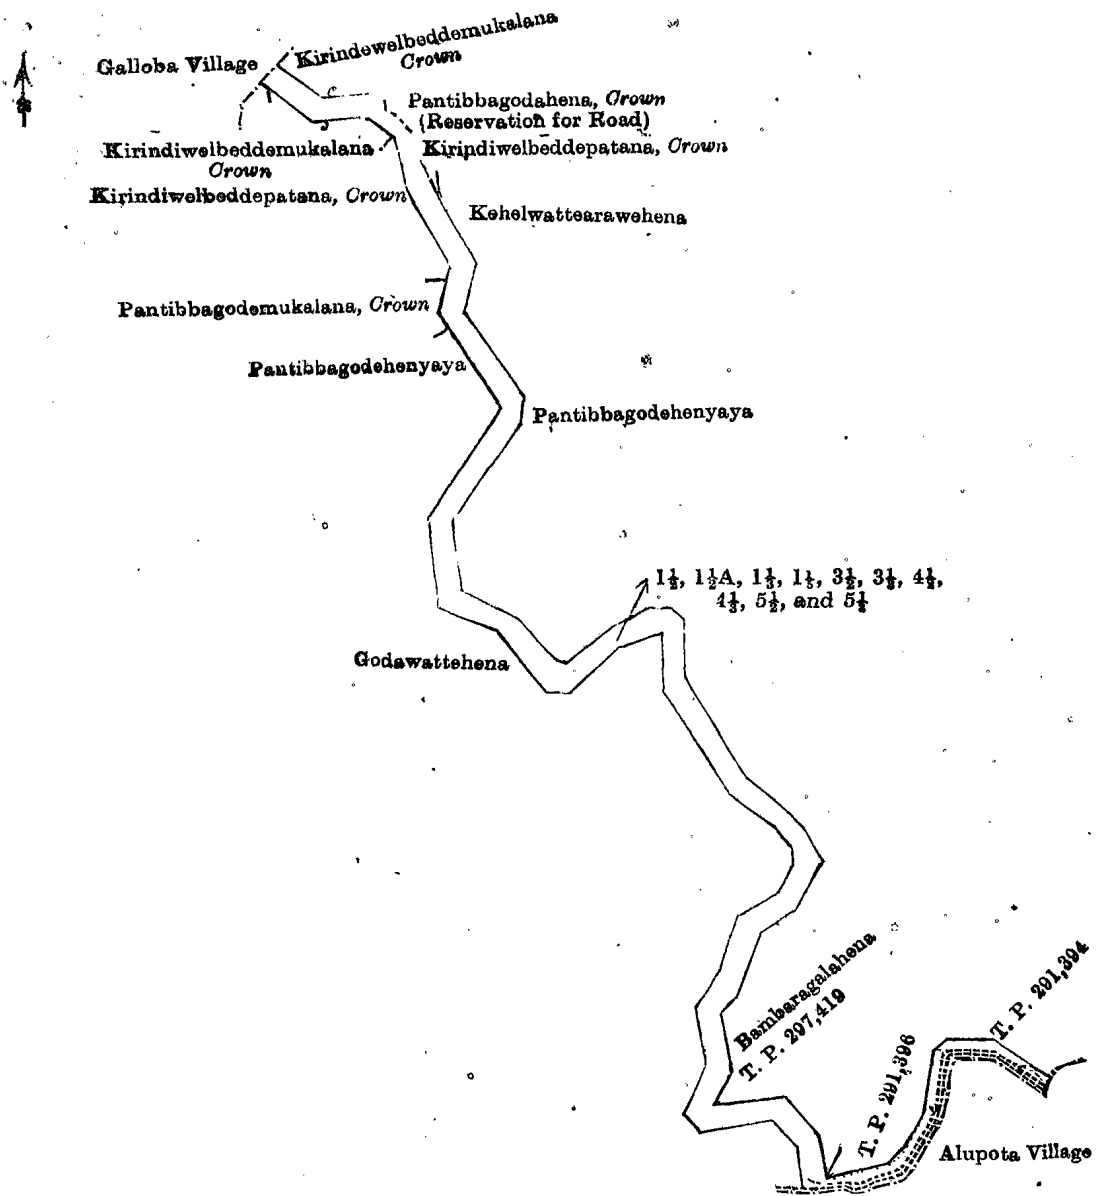 Kirindewelbeddemukalana
Crown
Galloba Village
Pantibbagodahena, Crown
(Reservation for Road)
Kirindiwelbeddemukalana
Crown
Kirindiwelbeddepatana, Crown
Kirindiwelbeddepatana, Crown
Kehelwattearawehena
Pantibbagodemukalana, Crown
Pantibbagodehenyaya
Pantibbagodehenyaya
1½, 1½A, 1⅓, 1⅕, 3½, 3⅓, 4½,
4⅓, 5½, and
Godawattehena
Bambaragalahena
T. P. 297,419
T. P. 291,396
T. P. 291,394
Alupota Village